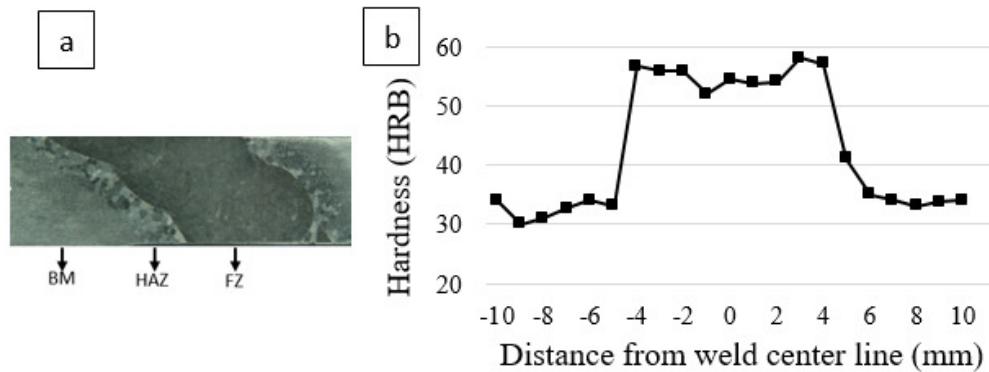 a
BM
HAZ
FZ
b
Hardness (HRB)
60
50
40
30
20
-10 -8 -6 -4 -2 0 2 4 6 8 10
Distance from weld center line (mm)